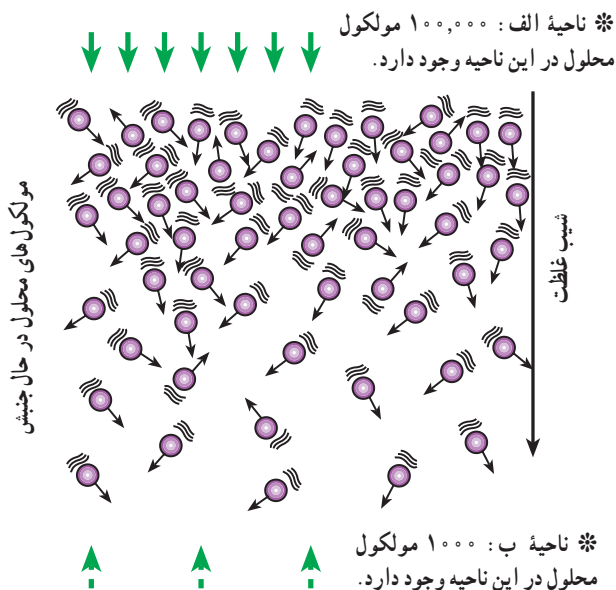 ❊ ناحیهٔ الف : ۱۰۰,۰۰۰ مولکول
محلول در این ناحیه وجود دارد.
مولکول‌های محلول در حال جنبش
شیب غلظت
❊ ناحیهٔ ب : ۱۰۰۰ مولکول
محلول در این ناحیه وجود دارد.